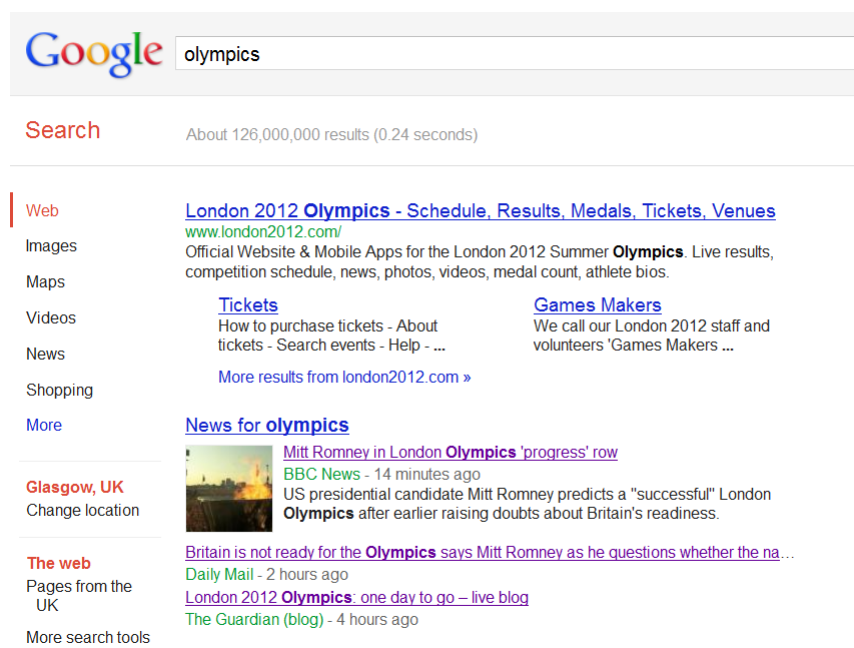 Google
olympics
Search
About 126,000,000 results (0.24 seconds)
Web
Images
Maps
Videos
News
Shopping
More
Glasgow, UK
Change location
The web
Pages from the
UK
More search tools
London 2012 Olympics - Schedule, Results, Medals, Tickets, Venues
www.london2012.com/
Official Website & Mobile Apps for the London 2012 Summer Olympics. Live results,
competition schedule, news, photos, videos, medal count, athlete bios.
Tickets
How to purchase tickets - About
tickets - Search events - Help - ...
Games Makers
We call our London 2012 staff and
volunteers 'Games Makers ...
More results from london2012.com »
News for olympics
Mitt Romney in London Olympics 'progress' row
BBC News - 14 minutes ago
US presidential candidate Mitt Romney predicts a "successful" London
Olympics after earlier raising doubts about Britain's readiness.
Britain is not ready for the Olympics says Mitt Romney as he questions whether the na...
Daily Mail - 2 hours ago
London 2012 Olympics: one day to go – live blog
The Guardian (blog) - 4 hours ago